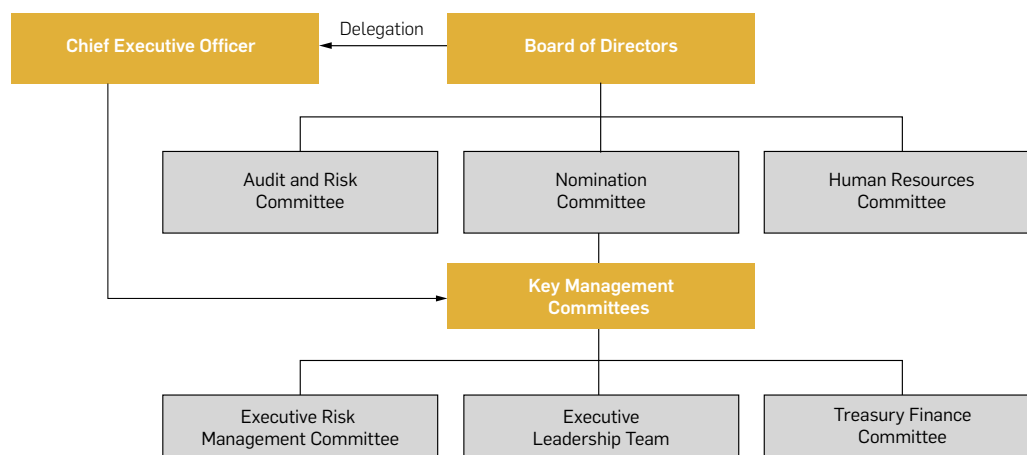 Chief Executive Officer
Delegation
Board of Directors
Audit and Risk
Committee
Nomination
Committee
Human Resources
Committee
Key Management
Committees
Executive Risk
Management Committee
Executive
Leadership Team
Treasury Finance
Committee